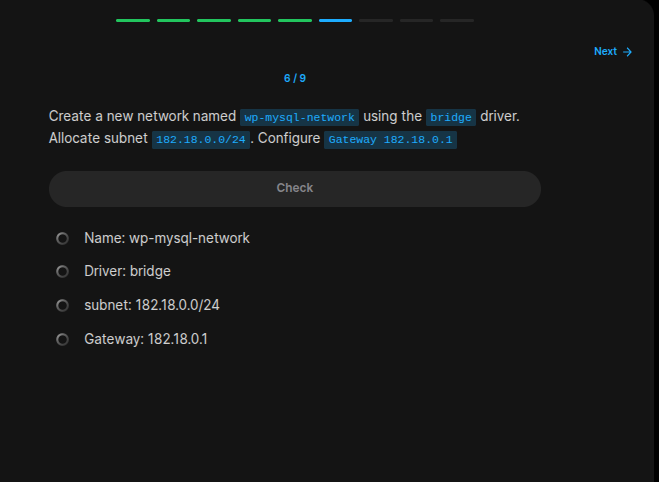 Next →
6 / 9
Create a new network named wp-mysql-network using the bridge driver.
Allocate subnet 182.18.0.0/24. Configure Gateway 182.18.0.1
Check
Name: wp-mysql-network
Driver: bridge
subnet: 182.18.0.0/24
Gateway: 182.18.0.1